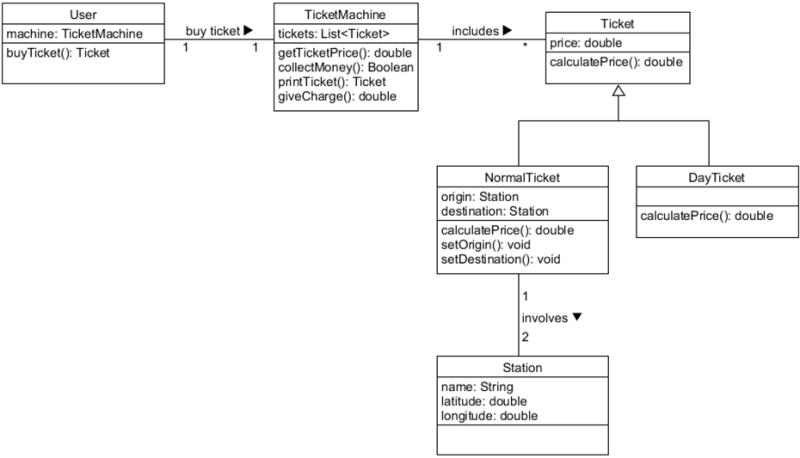 User
machine: TicketMachine
buyTicket(): Ticket
buy ticket ▶
1
1
TicketMachine
tickets: List<Ticket>
getTicketPrice(): double
collectMoney(): Boolean
printTicket(): Ticket
giveCharge(): double
includes ▶
1
*
Ticket
price: double
calculatePrice(): double
NormalTicket
origin: Station
destination: Station
calculatePrice(): double
setOrigin(): void
setDestination(): void
DayTicket
calculatePrice(): double
1
involves ▼
2
Station
name: String
latitude: double
longitude: double